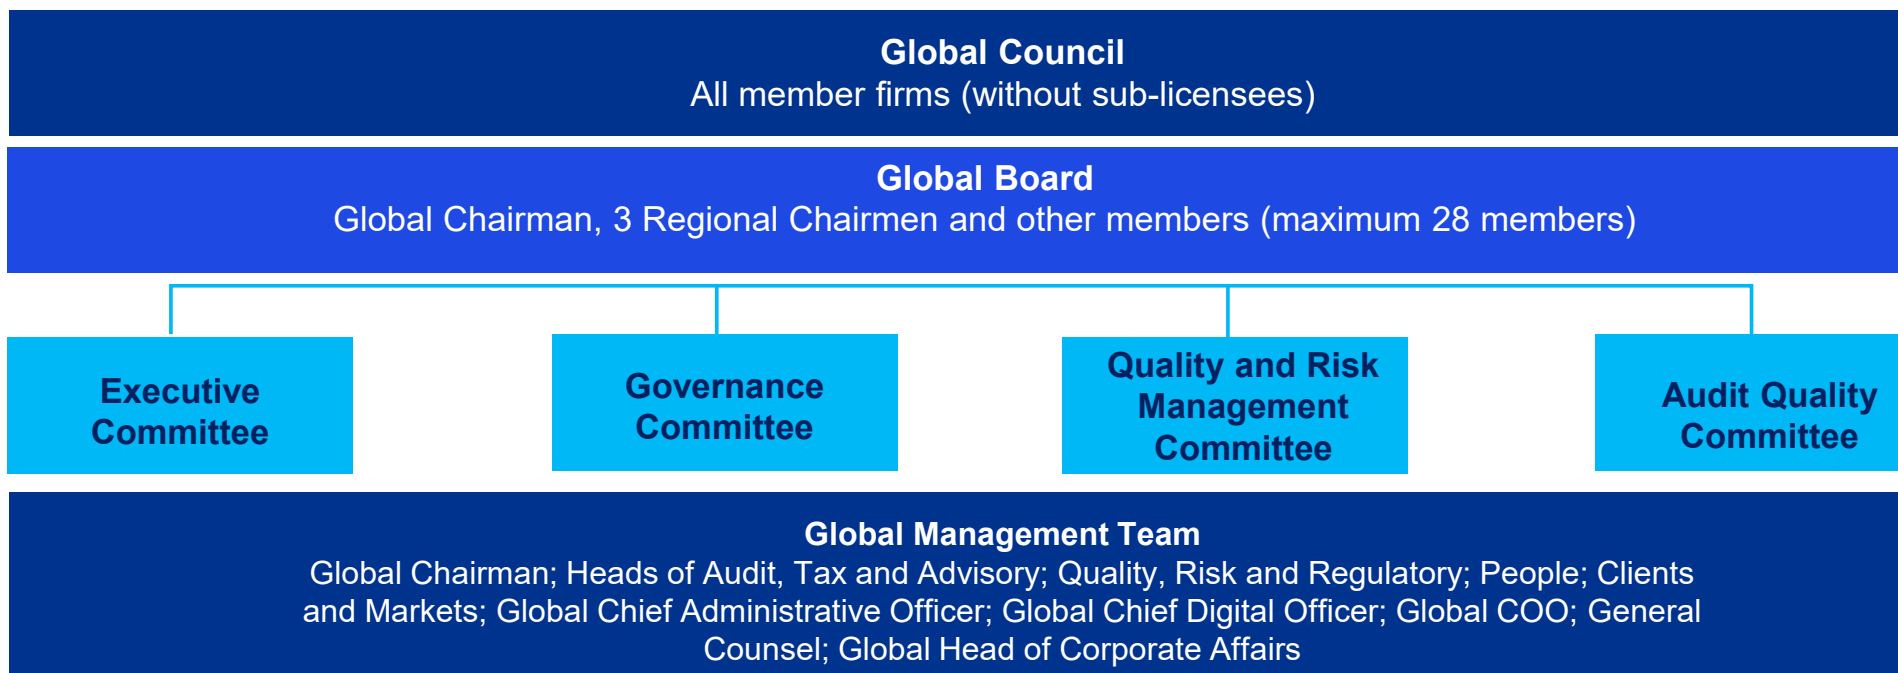 Global Council
All member firms (without sub-licensees)
Global Board
Global Chairman, 3 Regional Chairmen and other members (maximum 28 members)
Executive
Committee
Governance
Committee
Quality and Risk
Management
Committee
Audit Quality
Committee
Global Management Team
Global Chairman; Heads of Audit, Tax and Advisory; Quality, Risk and Regulatory; People; Clients
and Markets; Global Chief Administrative Officer; Global Chief Digital Officer; Global COO; General
Counsel; Global Head of Corporate Affairs